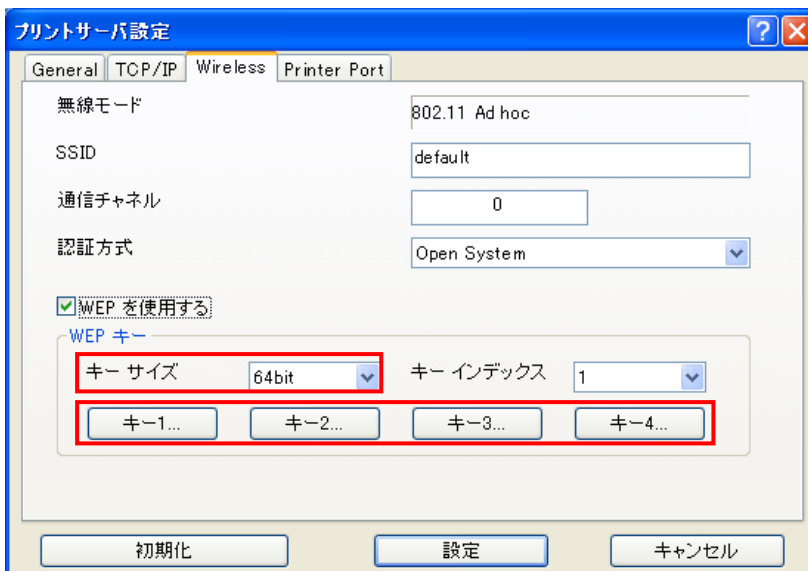 プリントサーバ設定
General TCP/IP Wireless Printer Port
無線モード 802.11 Ad hoc
SSID default
通信チャネル 0
認証方式 Open System
WEP を使用する
WEP キー
キー サイズ 64bit キー インデックス 1
キー1... キー2... キー3... キー4...
初期化 設定 キャンセル